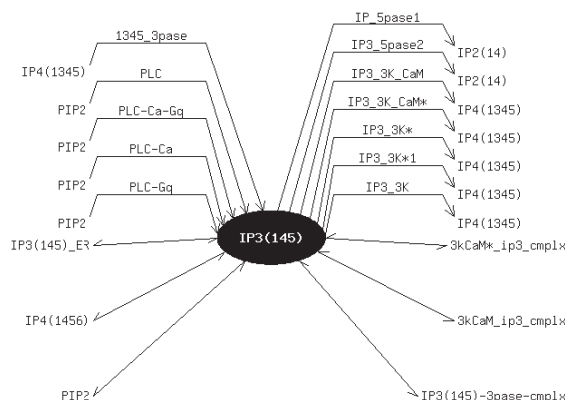 IP_5pase1
1345_3pase
IP3_5pase2
IP2(14)
IP4(1345)
PLC
IP3_3K_CaM
IP2(14)
PIP2
PLC-Ca-Gq
IP3_3K_CaM*
IP4(1345)
PIP2
PLC-Ca
IP3_3K*
IP4(1345)
PIP2
PLC-Gq
IP3_3K*1
IP4(1345)
IP3_3K
IP4(1345)
PIP2
IP4(1345)
IP3(145)
IP3(145)_ER
3kCaM*_ip3_cmplx
IP4(1456)
3kCaM_ip3_cmplx
PIP2
IP3(145)-3pase-cmplx